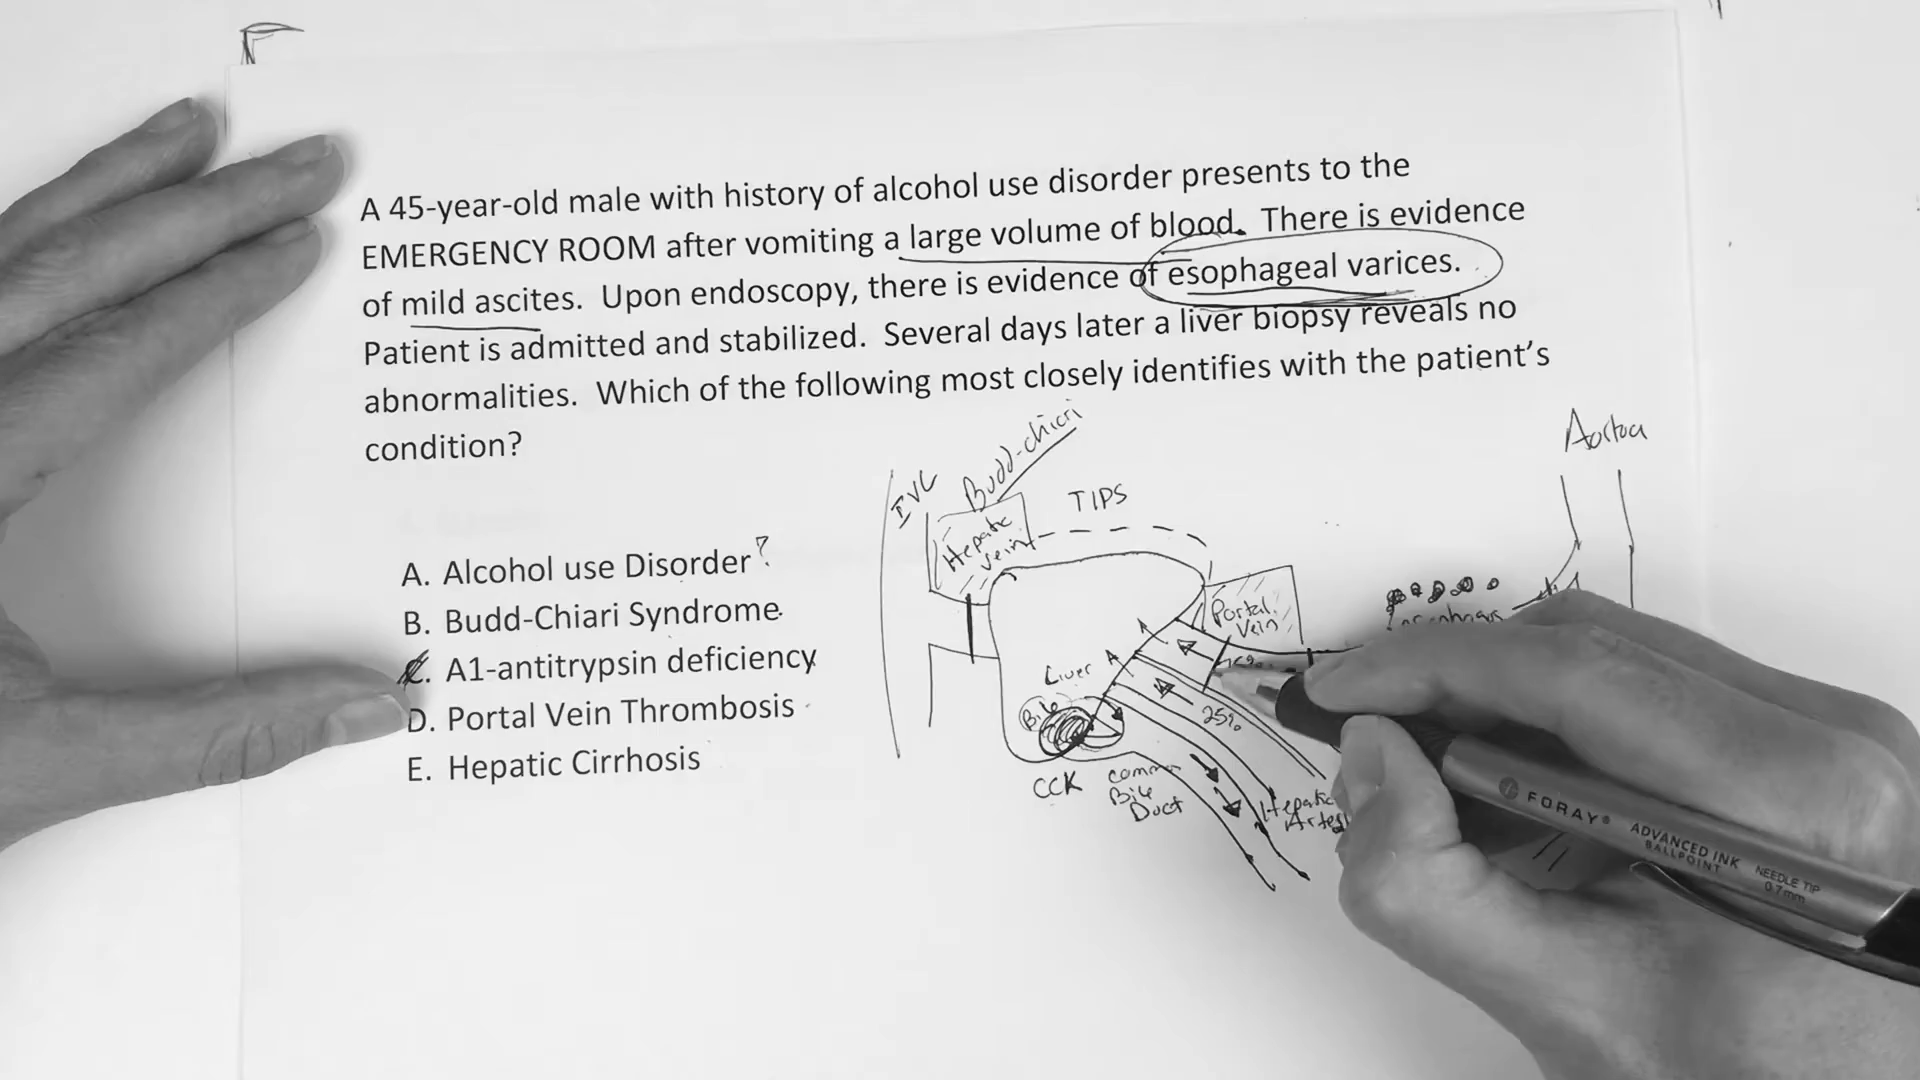 A 45-year-old male with history of alcohol use disorder presents to the
EMERGENCY ROOM after vomiting a large volume of blood. There is evidence
of mild ascites. Upon endoscopy, there is evidence of esophageal varices.
Patient is admitted and stabilized. Several days later a liver biopsy reveals no
abnormalities. Which of the following most closely identifies with the patient's
condition?
Aorta
Budd-chiari
IVC
TIPS
Hepatic
vein
A. Alcohol use Disorder?
B. Budd-Chiari Syndrome
C. A1-antitrypsin deficiency
D. Portal Vein Thrombosis
E. Hepatic Cirrhosis
Portal
Vein
Liver
Bile
25%
CCK
Common
Bile
Duct
Hepatic
FORAY
ADVANCED INK
BALLPOINT
NEEDLE TIP
0.7mm